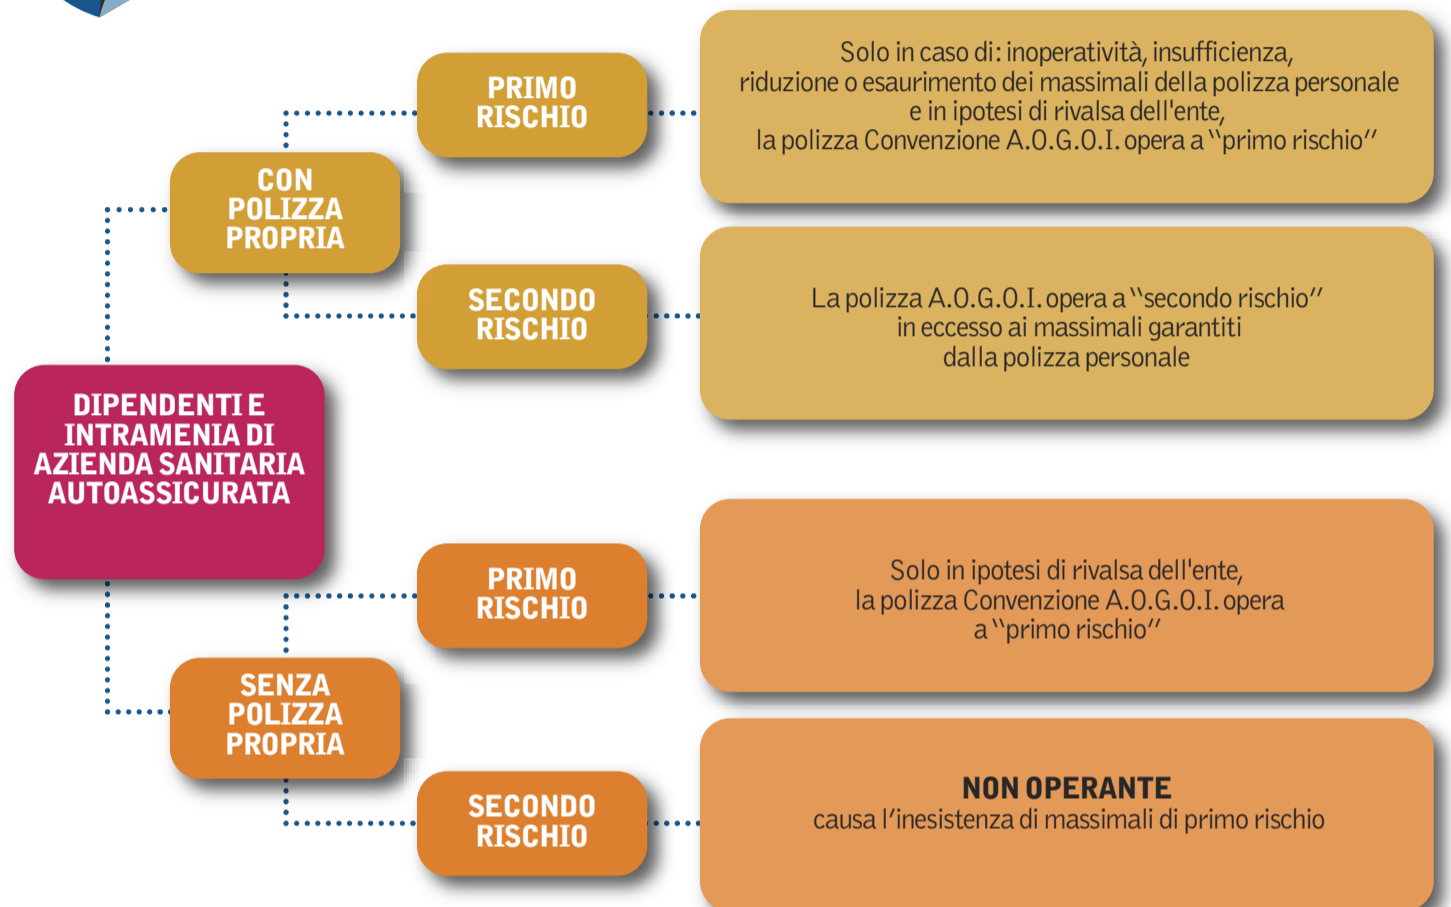 DIPENDENTI E
INTRAMENIA DI
AZIENDA SANITARIA
AUTOASSICURATA
CON
POLIZZA
PROPRIA
PRIMO
RISCHIO
Solo in caso di: inoperatività, insufficienza,
riduzione o esaurimento dei massimali della polizza personale
e in ipotesi di rivalsa dell'ente,
la polizza Convenzione A.O.G.O.I. opera a “primo rischio”
SECONDO
RISCHIO
La polizza A.O.G.O.I. opera a “secondo rischio”
in eccesso ai massimali garantiti
dalla polizza personale
SENZA
POLIZZA
PROPRIA
PRIMO
RISCHIO
Solo in ipotesi di rivalsa dell'ente,
la polizza Convenzione A.O.G.O.I. opera
a “primo rischio”
SECONDO
RISCHIO
NON OPERANTE
causa l’inesistenza di massimali di primo rischio